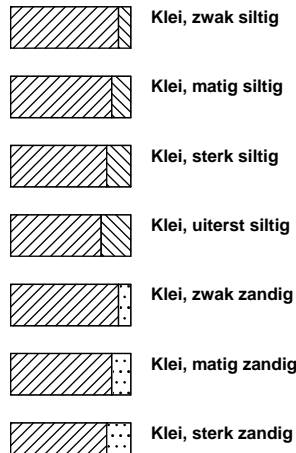 Klei, zwak siltig
Klei, matig siltig
Klei, sterk siltig
Klei, uiterst siltig
Klei, zwak zandig
Klei, matig zandig
Klei, sterk zandig